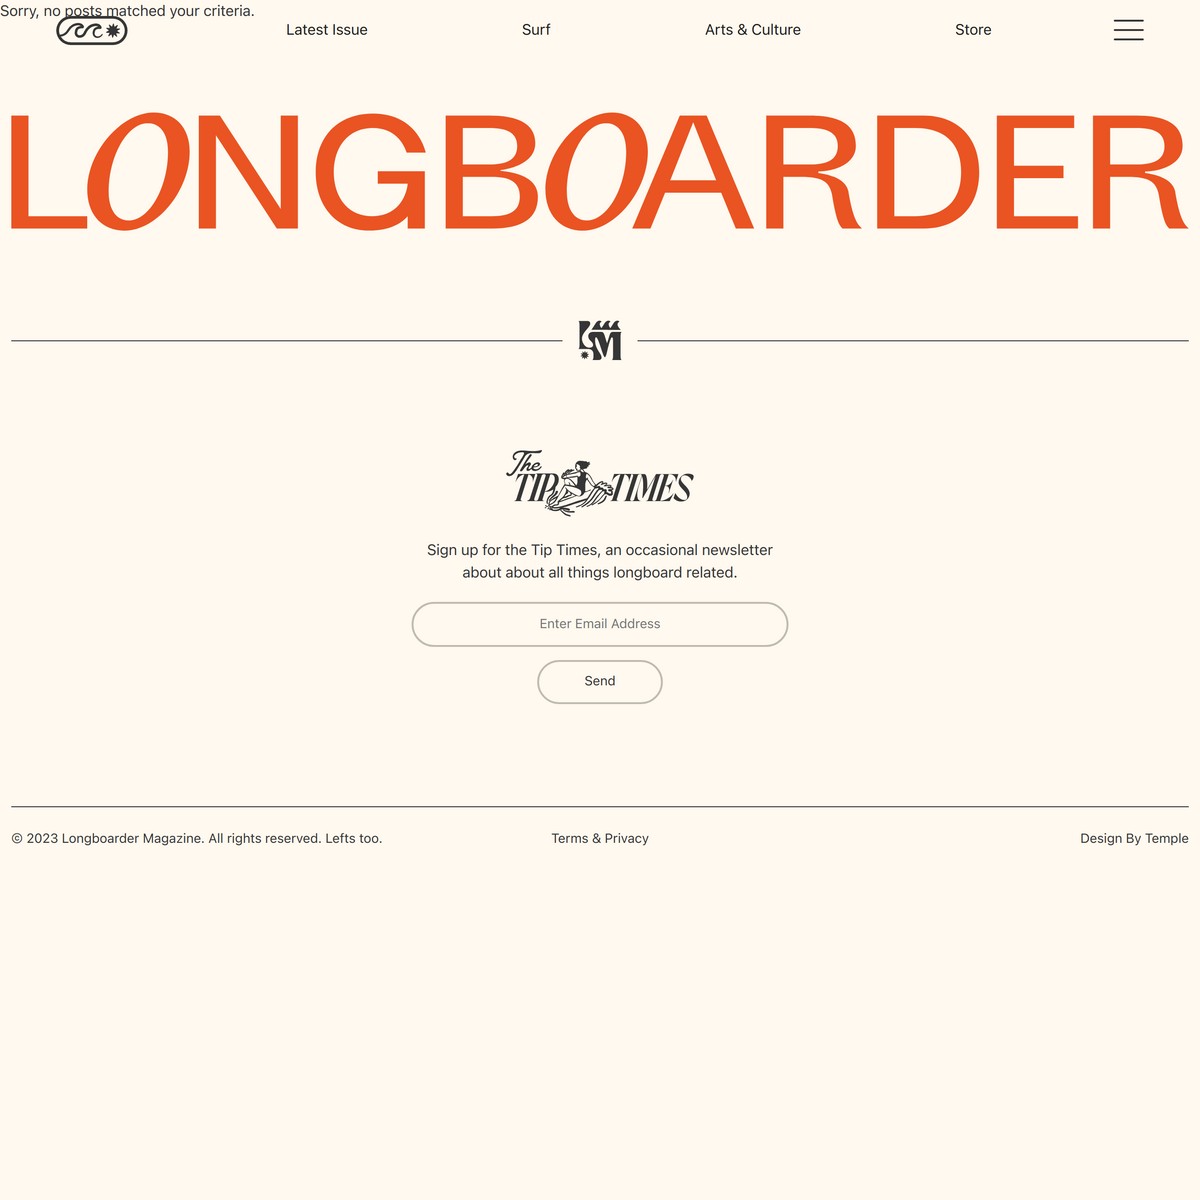 Sorry, no posts matched your criteria.
Latest Issue
Surf
Arts & Culture
Store
LONGBOARDER
LM
The
TIP TIMES
Sign up for the Tip Times, an occasional newsletter
about about all things longboard related.
Enter Email Address
Send
© 2023 Longboarder Magazine. All rights reserved. Lefts too.
Terms & Privacy
Design By Temple